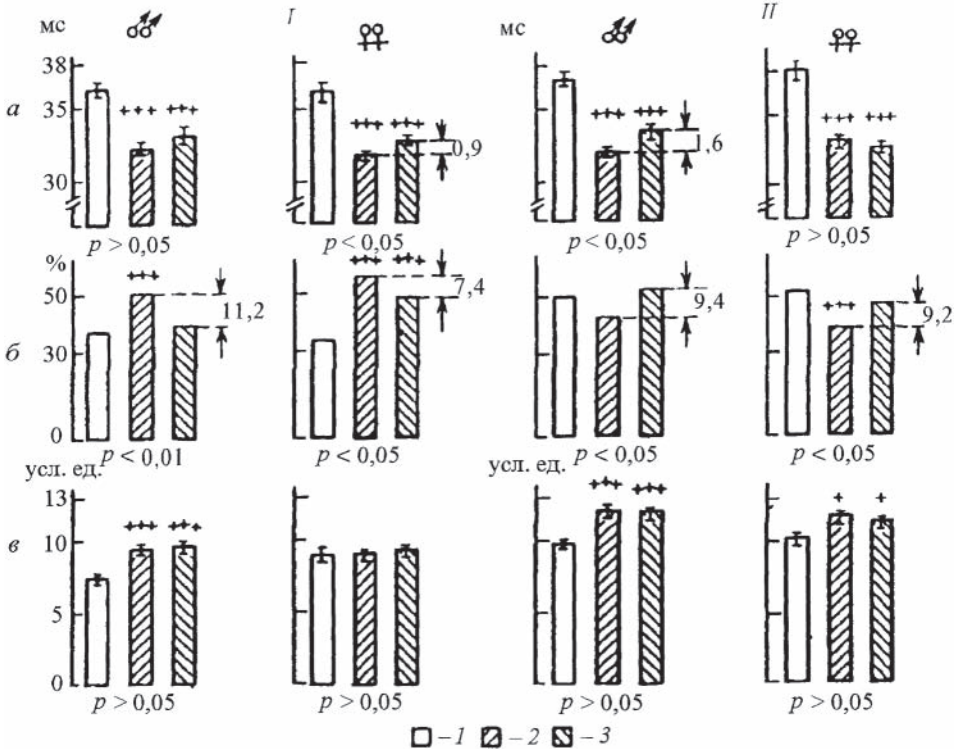 I II
мс мс
38
а 35
+++ +++ +++ +++ +++ +++ +++ +++
0,9 1,6
30
p > 0,05 p < 0,05 p < 0,05 p > 0,05
%
+++ +++ +++ +++
50
11,2 7,4 9,4 9,2
б 30
0
p < 0,01 p < 0,05 p < 0,05 p < 0,05
усл. ед. усл. ед.
13
+++ +++ +++ +++ + +
в 10
5
0
p > 0,05 p > 0,05 p > 0,05 p > 0,05
– 1 – 2 – 3